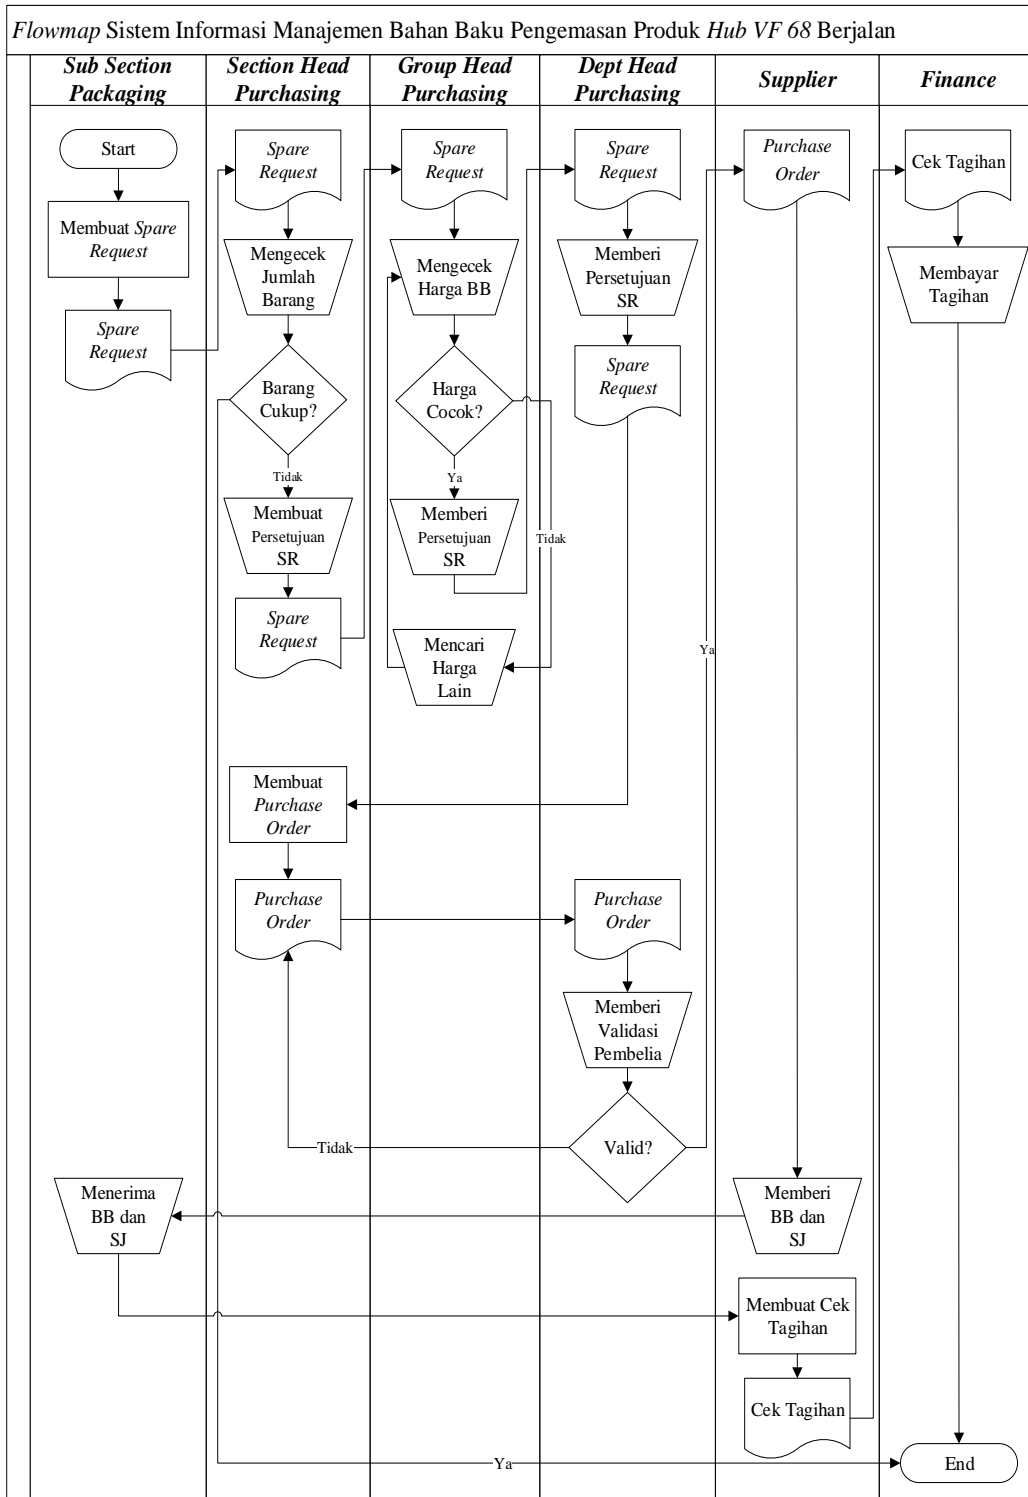 Flowmap Sistem Informasi Manajemen Bahan Baku Pengemasan Produk Hub VF 68 Berjalan
Sub Section
Packaging
Section Head
Purchasing
Group Head
Purchasing
Dept Head
Purchasing
Supplier
Finance
Start
Membuat Spare
Request
Spare
Request
Spare
Request
Mengecek
Jumlah
Barang
Barang
Cukup?
Tidak
Membuat
Persetujuan
SR
Spare
Request
Membuat
Purchase
Order
Purchase
Order
Spare
Request
Mengecek
Harga BB
Harga
Cocok?
Ya
Tidak
Memberi
Persetujuan
SR
Mencari
Harga
Lain
Spare
Request
Memberi
Persetujuan
SR
Spare
Request
Purchase
Order
Memberi
Validasi
Pembelia
Valid?
Tidak
Ya
Purchase
Order
Memberi
BB dan
SJ
Menerima
BB dan
SJ
Membuat Cek
Tagihan
Cek Tagihan
Cek Tagihan
Membayar
Tagihan
Ya
End